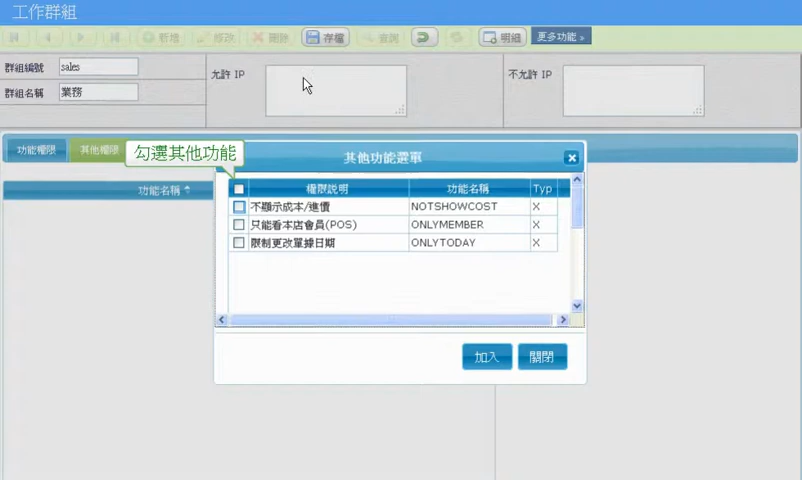 工作群組
新增 修改 刪除 存檔 查詢 明細 更多功能 »
群組編號 sales 允許 IP 不允許 IP
群組名稱 業務
功能權限 其他權限 勾選其他功能 其他功能選單
功能名稱
權限說明 功能名稱 Typ
不顯示成本/進價 NOTSHOWCOST X
只能看本店會員(POS) ONLYMEMBER X
限制更改單據日期 ONLYTODAY X
加入 關閉